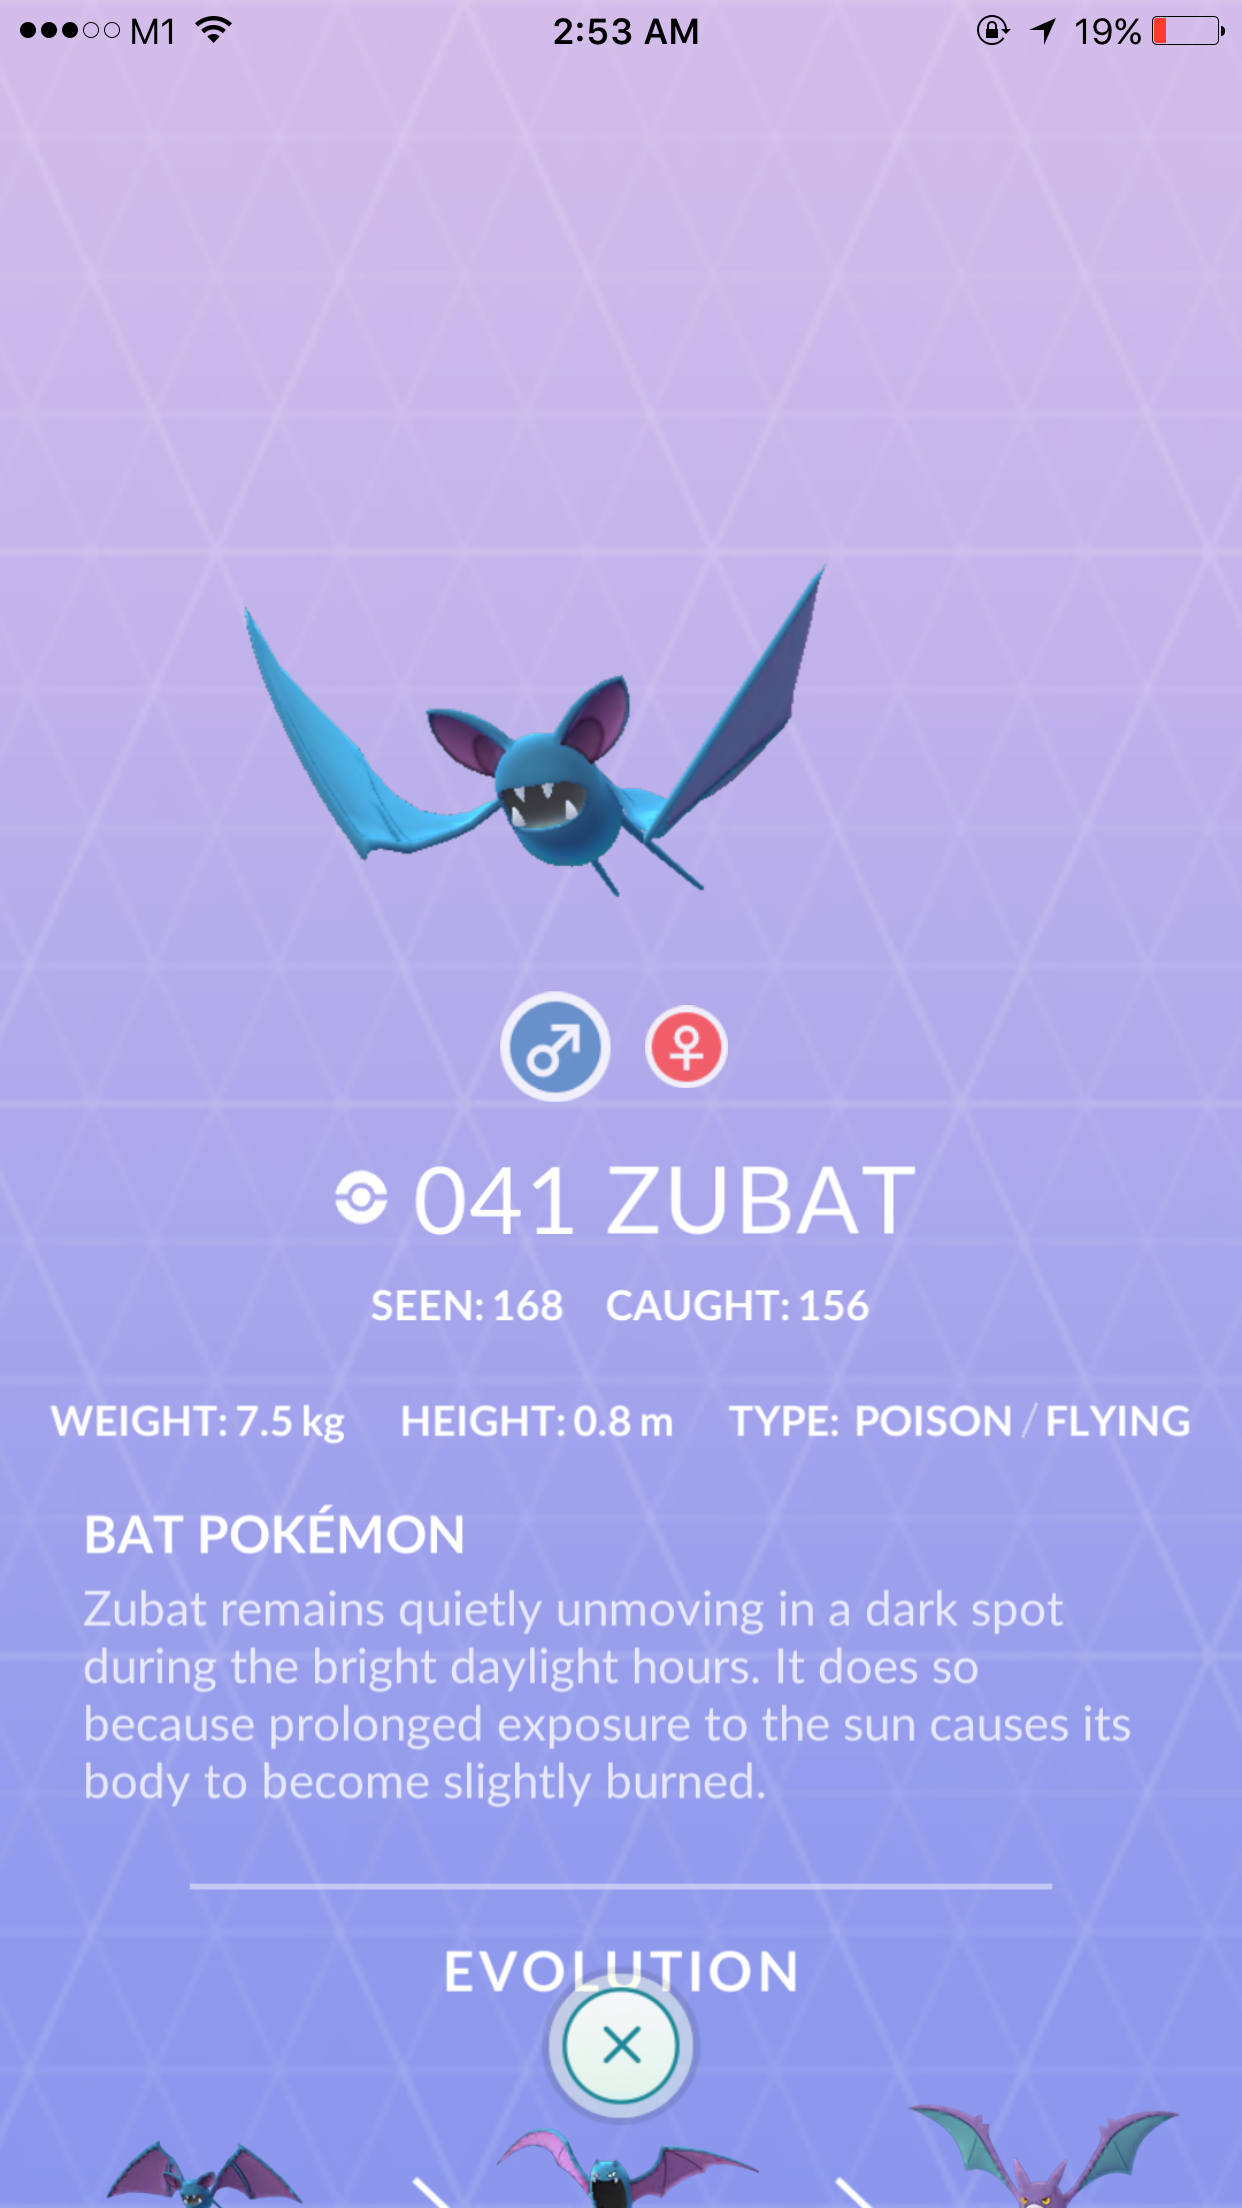 M1 2:53 AM 19%
041 ZUBAT
SEEN: 168 CAUGHT: 156
WEIGHT: 7.5 kg HEIGHT: 0.8 m TYPE: POISON / FLYING
BAT POKÉMON
Zubat remains quietly unmoving in a dark spot
during the bright daylight hours. It does so
because prolonged exposure to the sun causes its
body to become slightly burned.
EVOLUTION